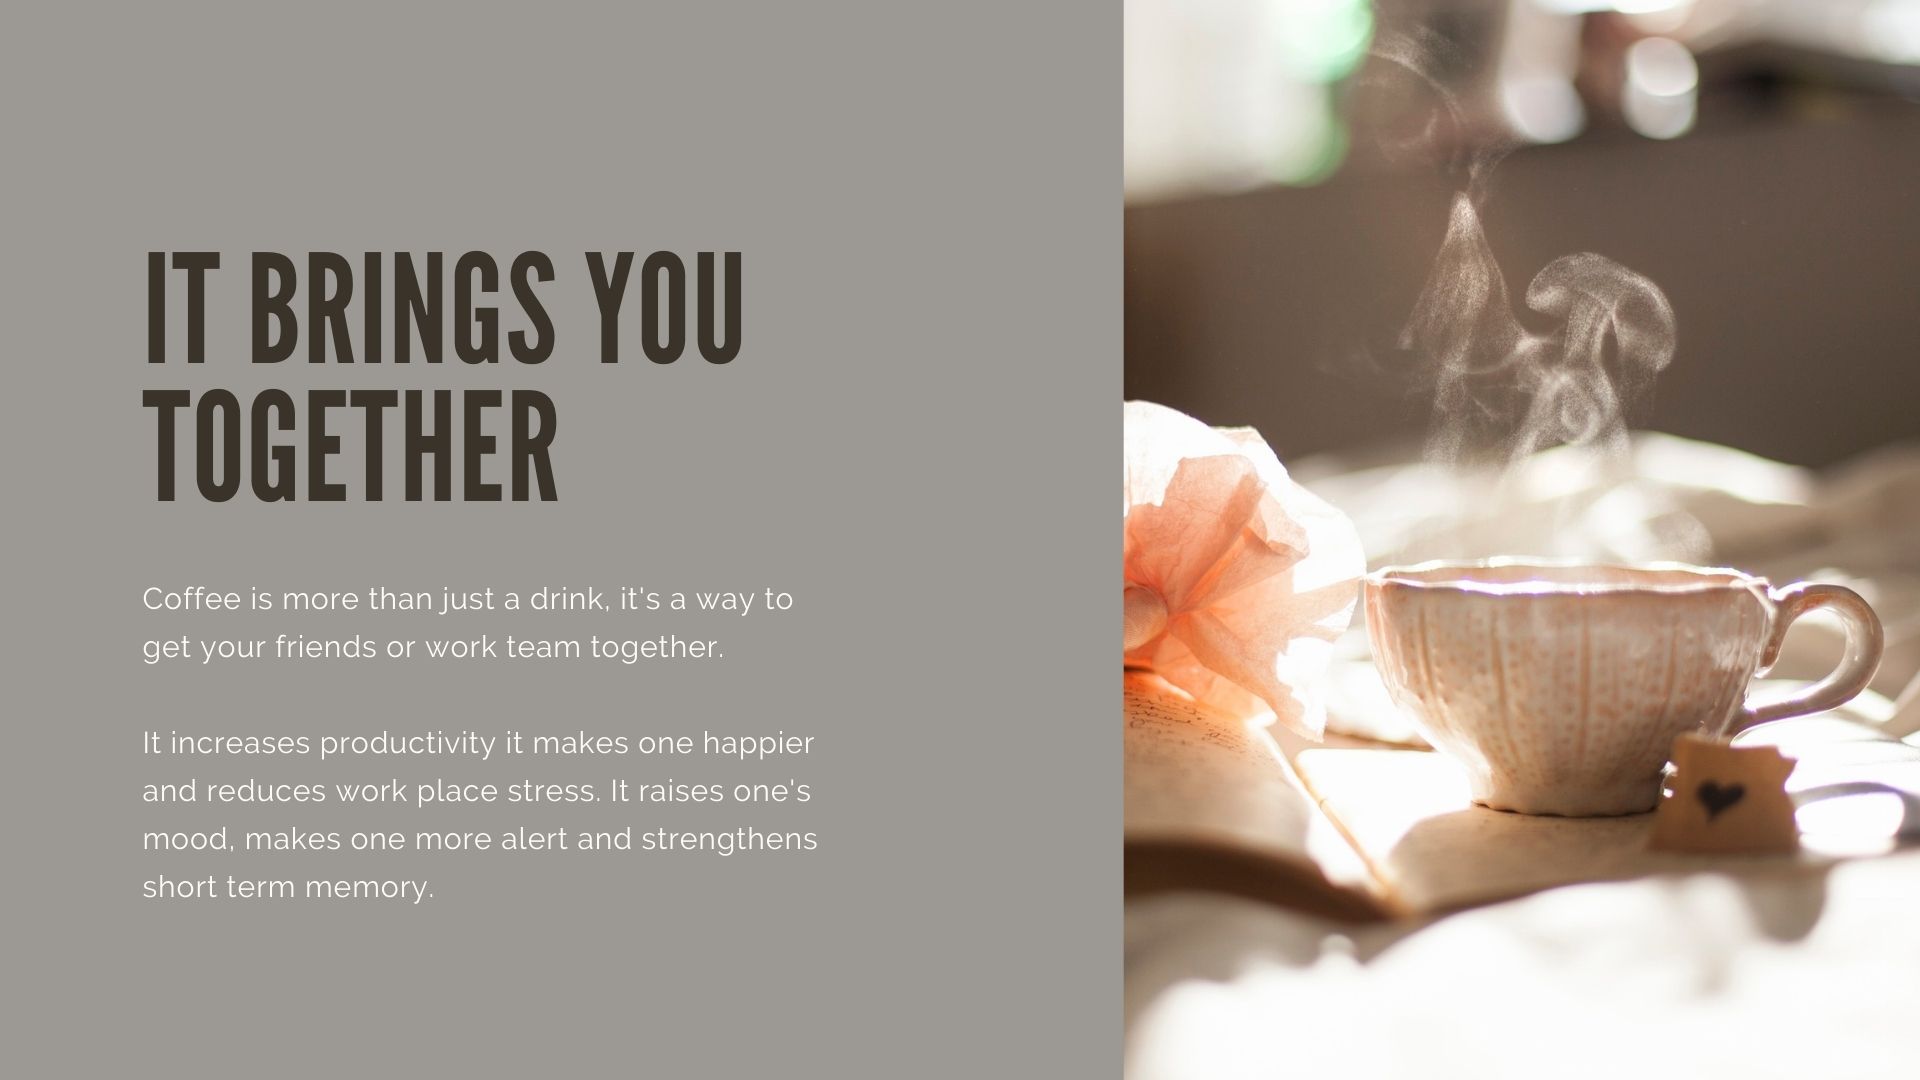 IT BRINGS YOU
TOGETHER
Coffee is more than just a drink, it's a way to
get your friends or work team together.
It increases productivity it makes one happier
and reduces work place stress. It raises one's
mood, makes one more alert and strengthens
short term memory.